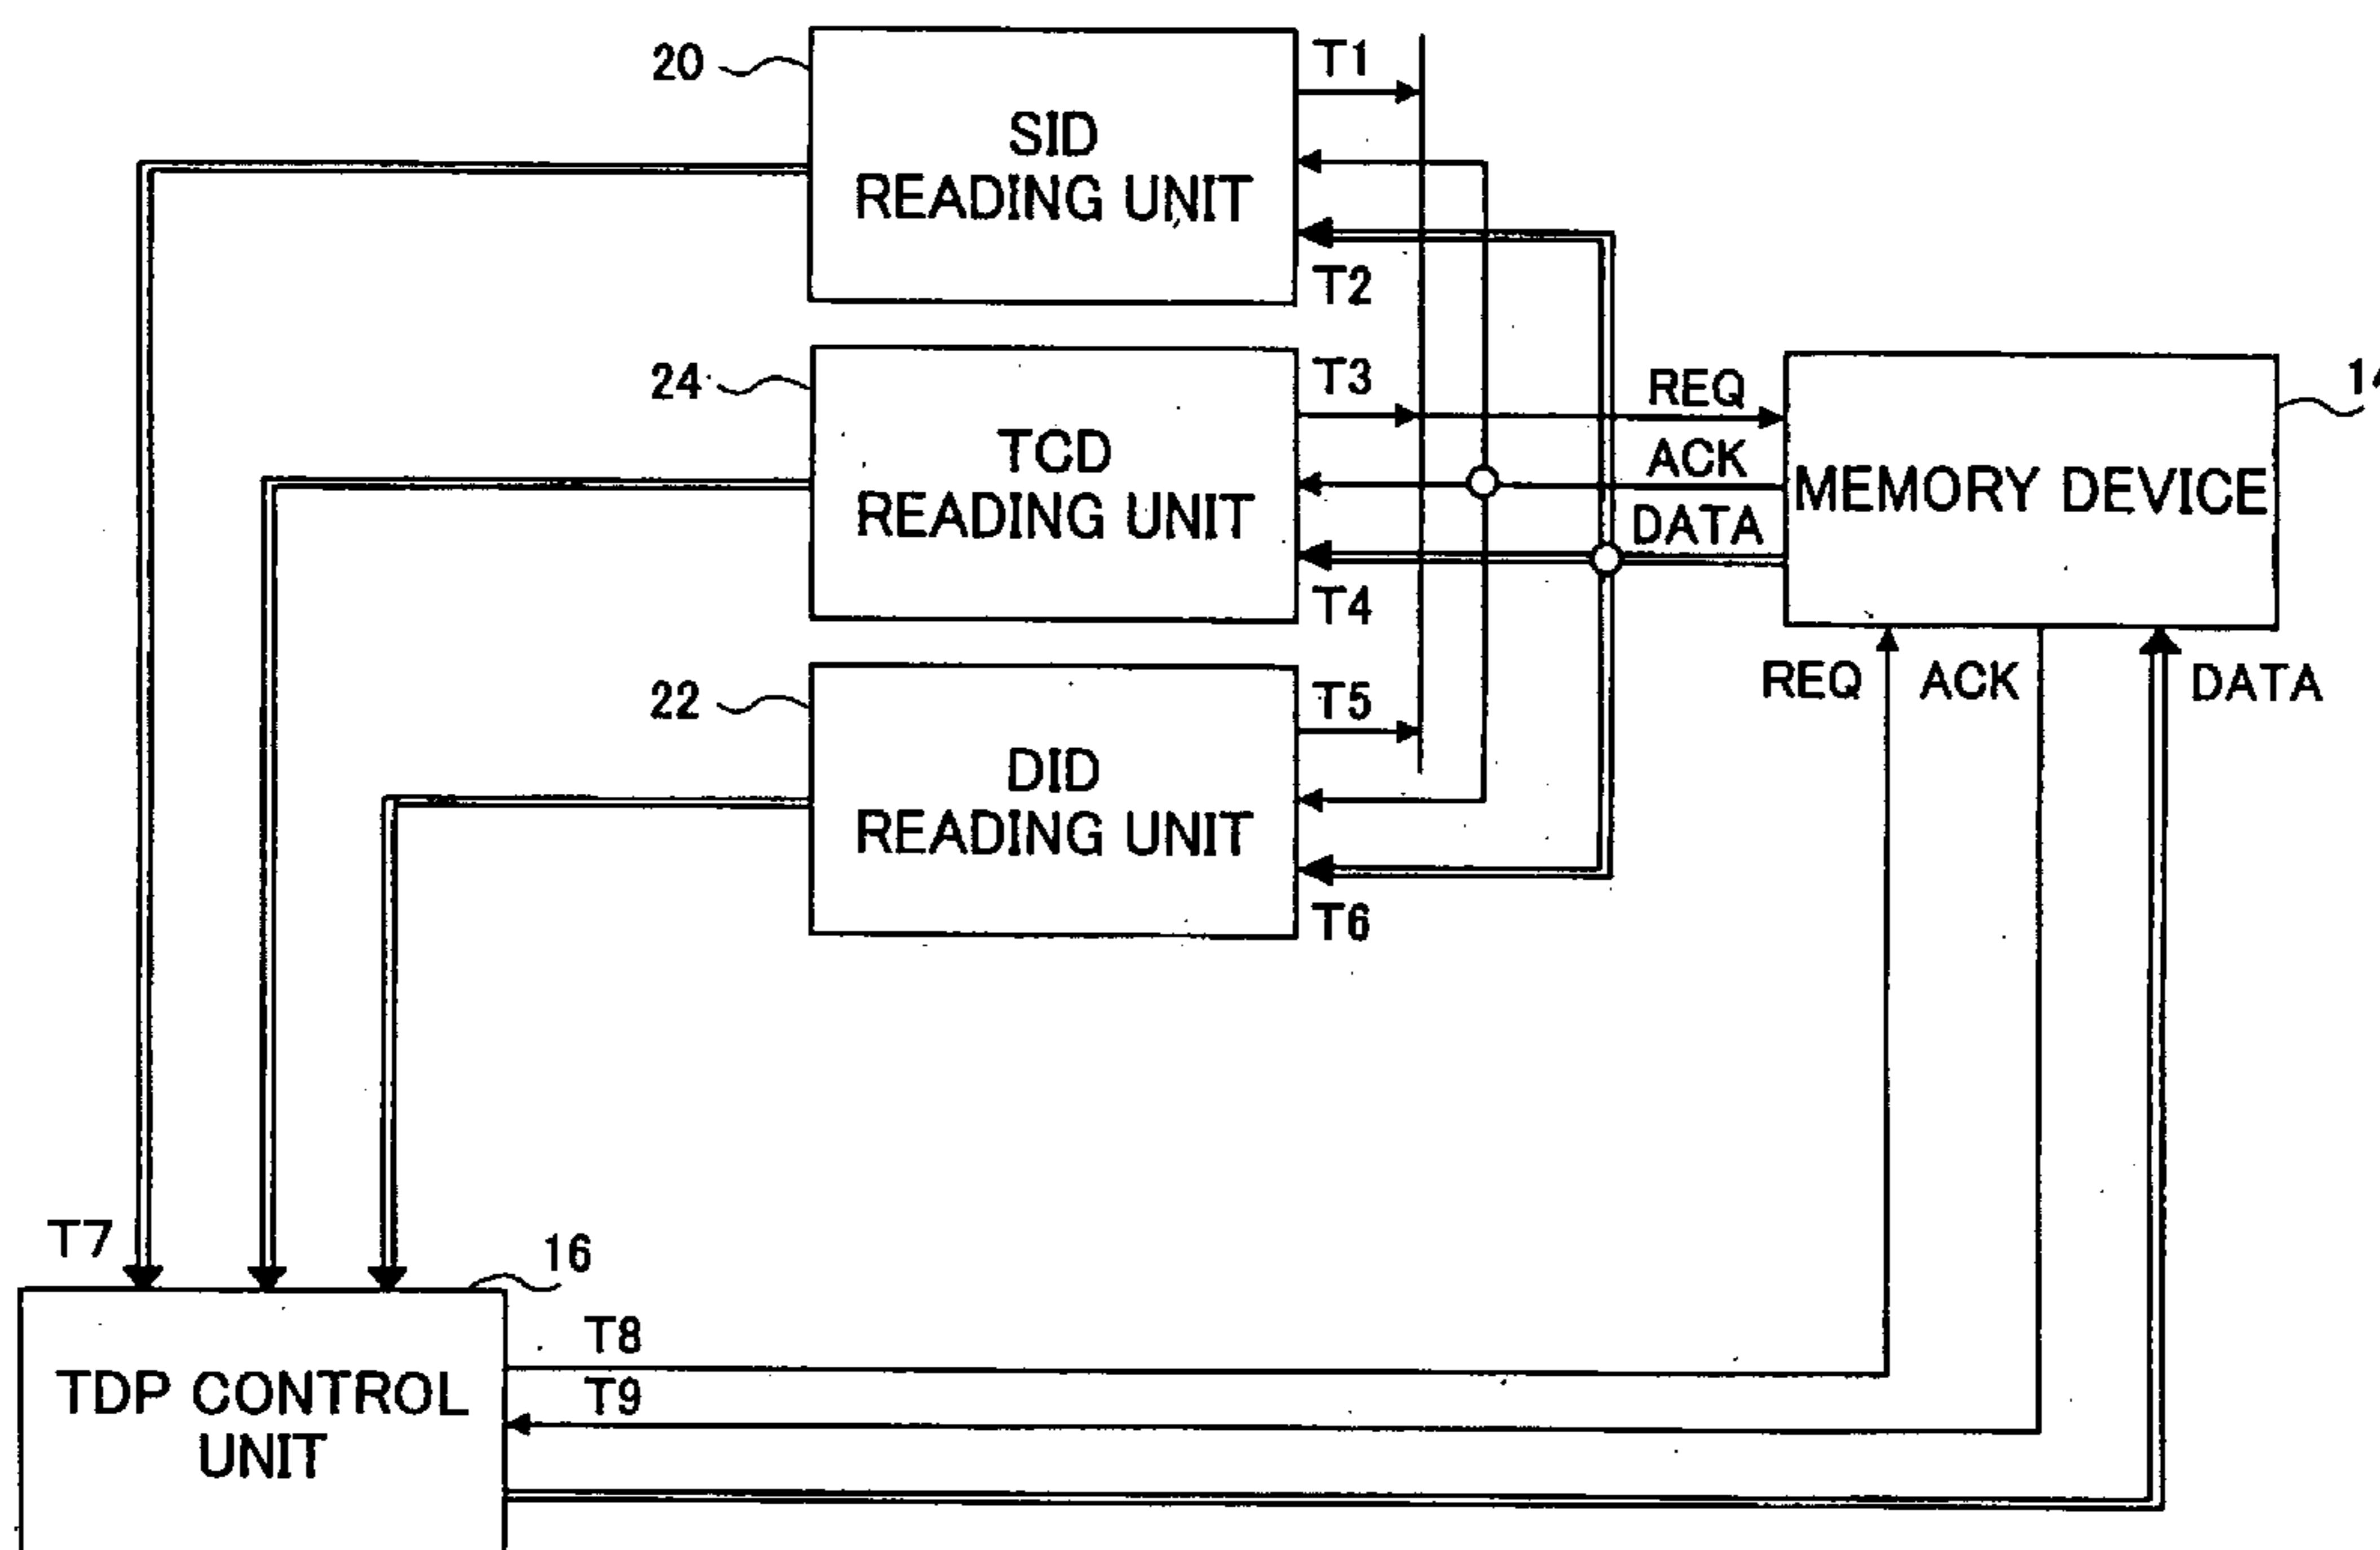 20
T1
SID
READING UNIT
T2
24
T3
TCD
READING UNIT
T4
REQ
ACK
DATA
MEMORY DEVICE
22
T5
DID
READING UNIT
T6
REQ
ACK
DATA
T7
16
TDP CONTROL
UNIT
T8
T9